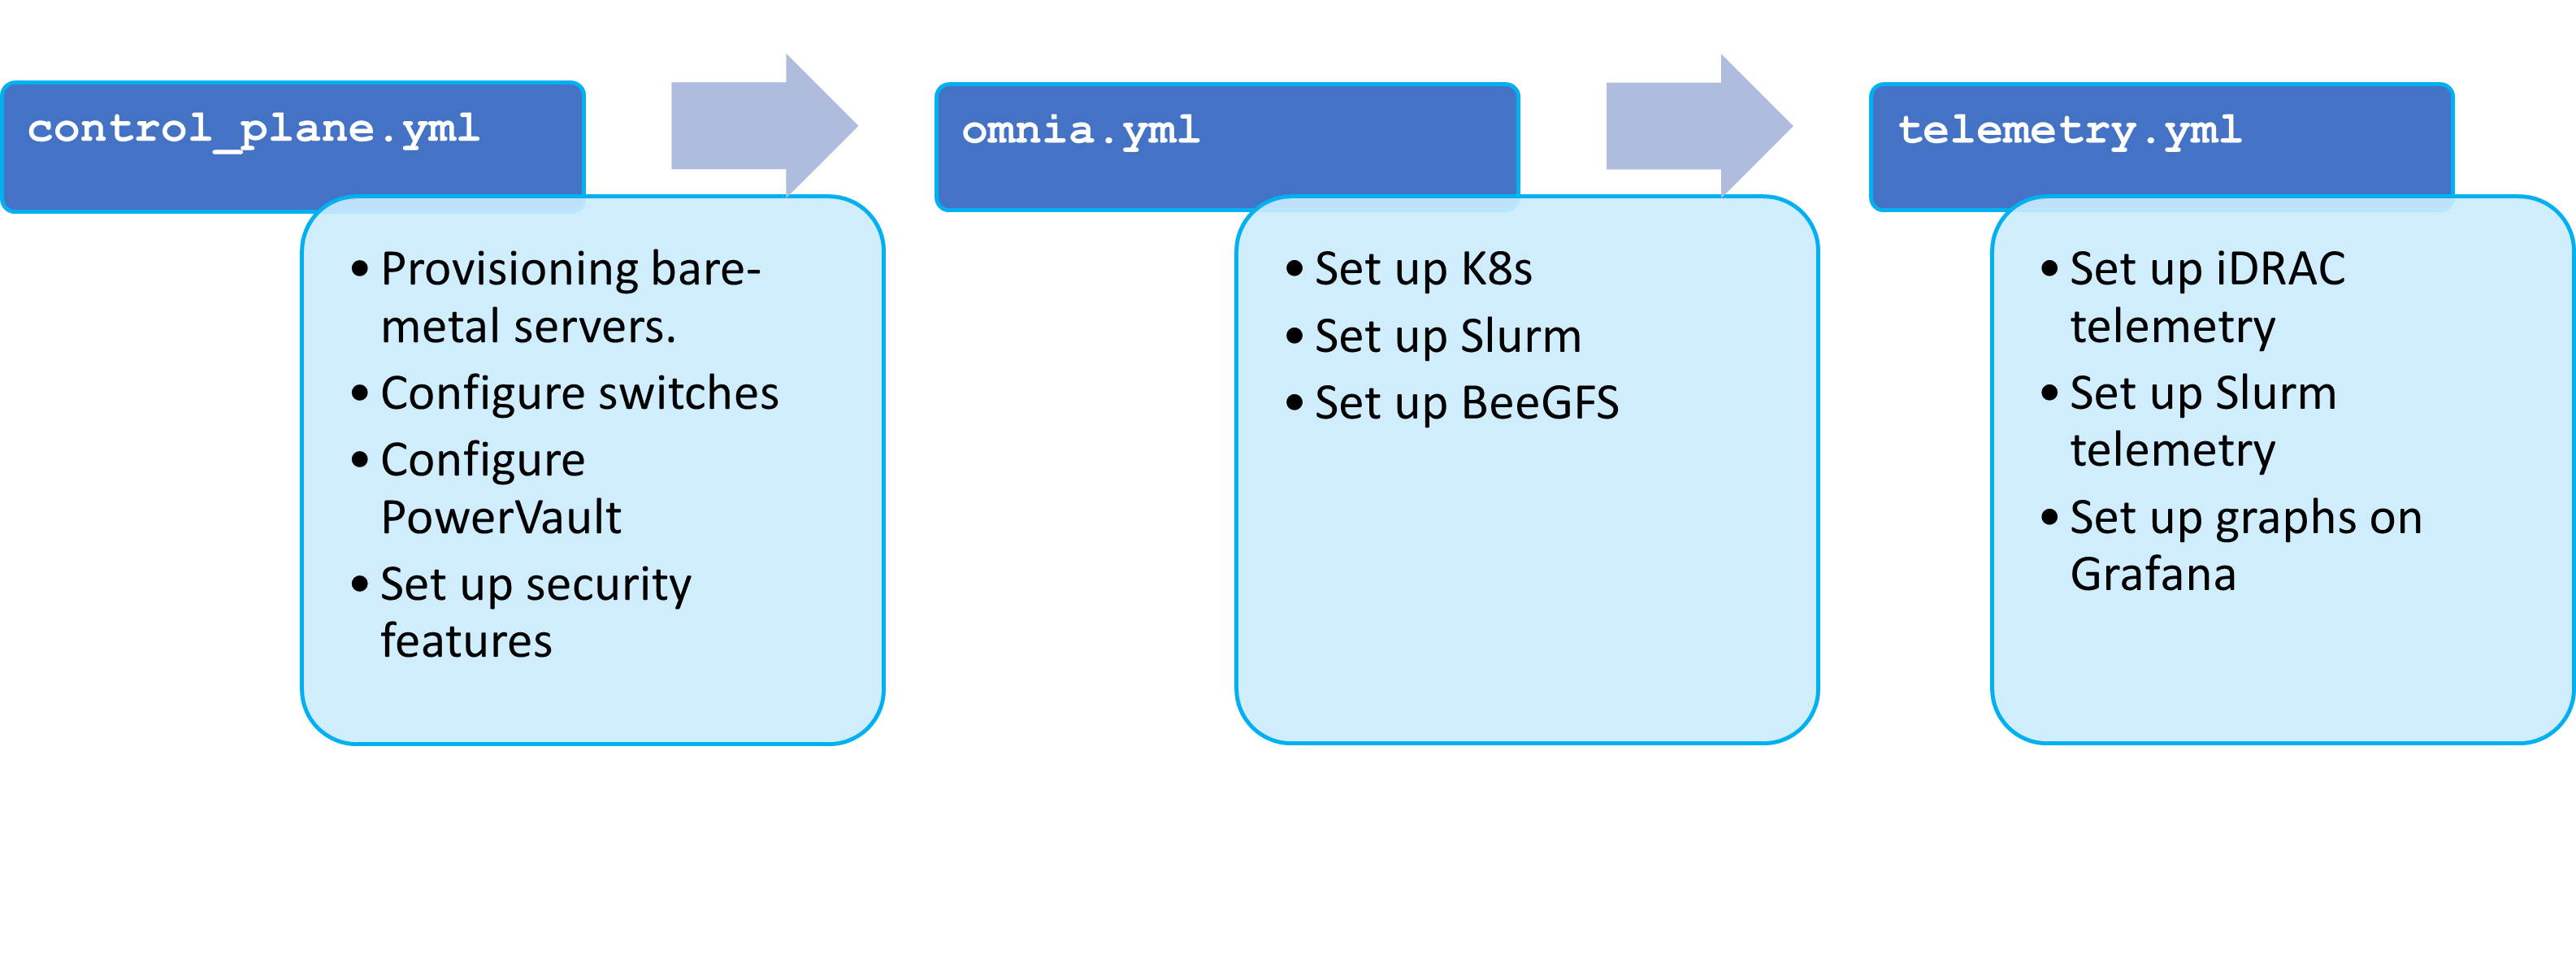 control_plane.yml
• Provisioning bare-
metal servers.
• Configure switches
• Configure
PowerVault
• Set up security
features
omnia.yml
• Set up K8s
• Set up Slurm
• Set up BeeGFS
telemetry.yml
• Set up iDRAC
telemetry
• Set up Slurm
telemetry
• Set up graphs on
Grafana